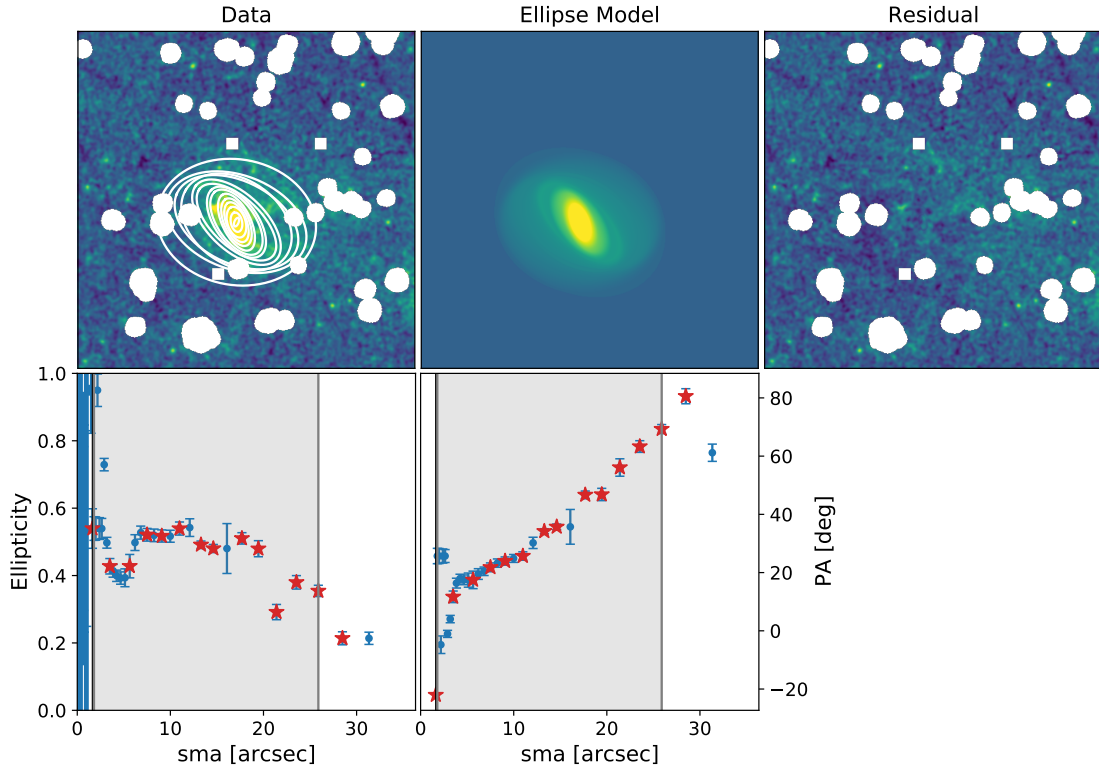 Data
Ellipse Model
Residual
1.0
0.8
0.6
0.4
0.2
0.0
Ellipticity
0
10
20
30
sma [arcsec]
0
10
20
30
sma [arcsec]
80
60
40
20
0
−20
PA [deg]